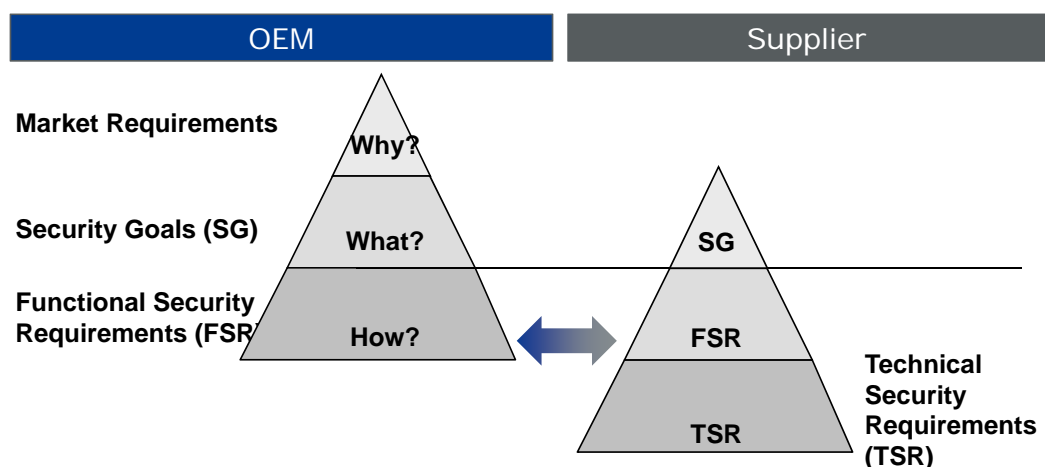 OEM
Supplier
Market Requirements
Why?
Security Goals (SG)
What?
SG
Functional Security
Requirements (FSR)
How?
FSR
Technical
Security
Requirements
(TSR)
TSR